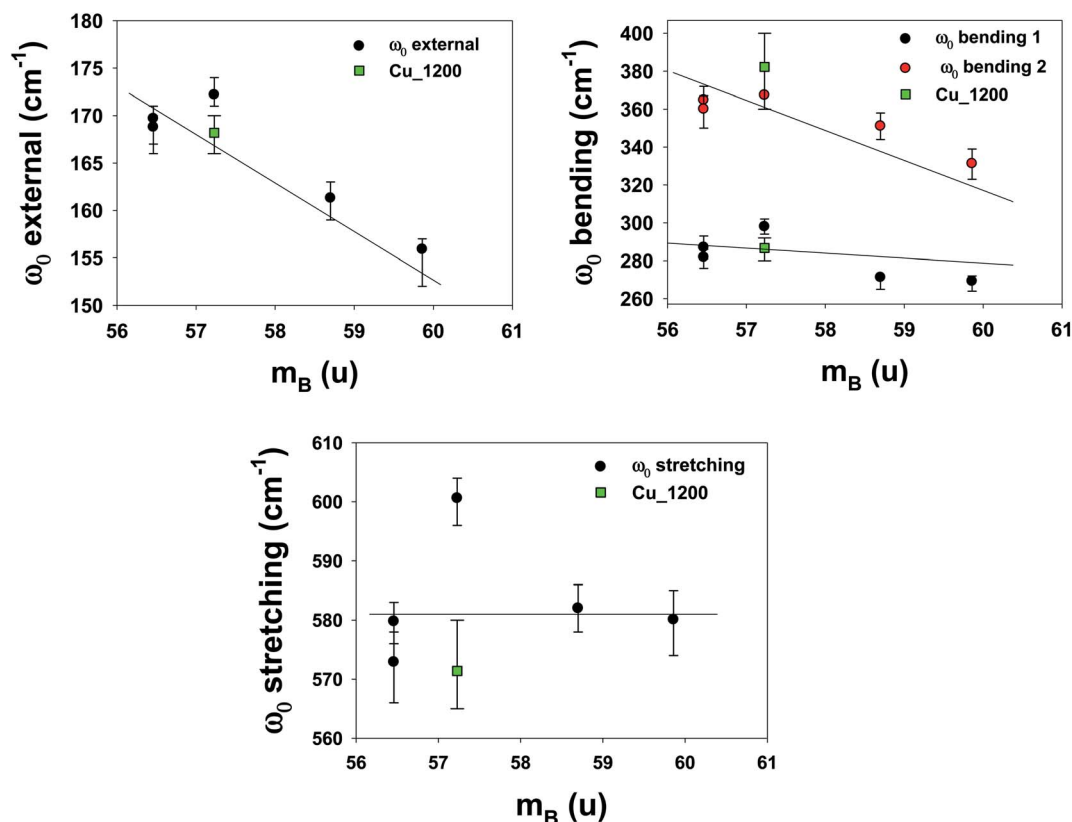 180
175
170
165
160
155
150
ω₀ external (cm⁻¹)
ω₀ external
Cu_1200
56 57 58 59 60 61
m_B (u)
400
380
360
340
320
300
280
260
ω₀ bending (cm⁻¹)
ω₀ bending 1
ω₀ bending 2
Cu_1200
56 57 58 59 60 61
m_B (u)
610
600
590
580
570
560
ω₀ stretching (cm⁻¹)
ω₀ stretching
Cu_1200
56 57 58 59 60 61
m_B (u)